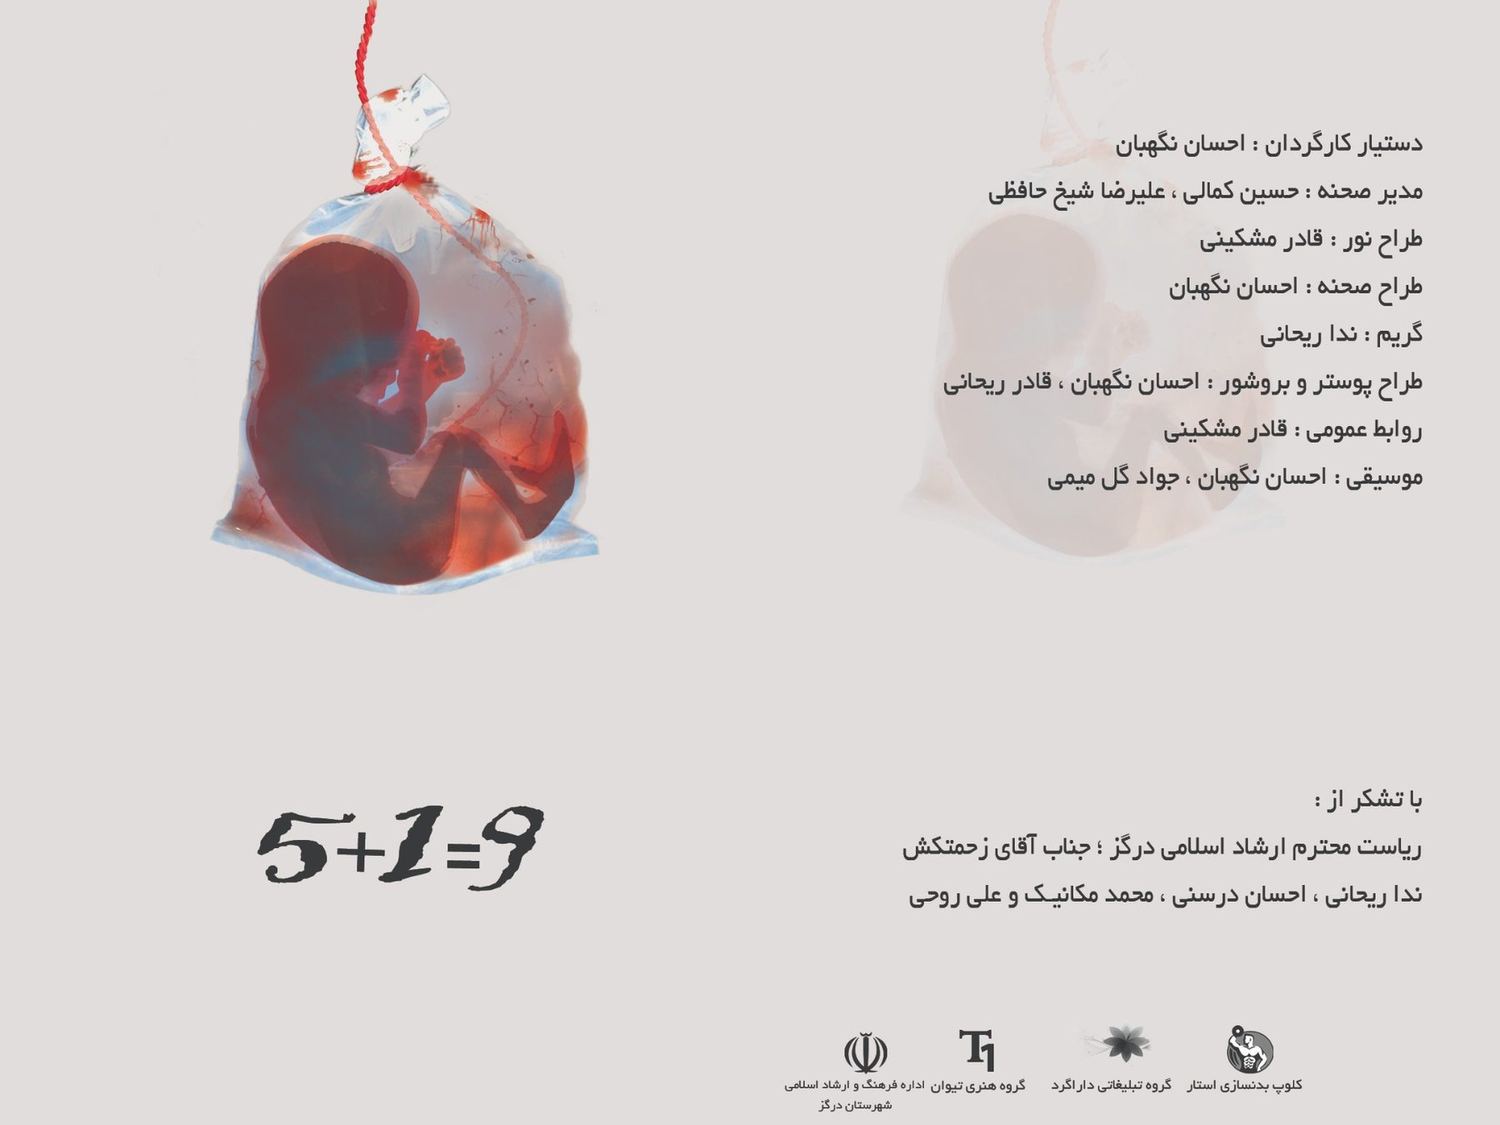 دستیار کارگردان : احسان نگهبان
مدیر صحنه : حسین کمالی ، علیرضا شیخ حافظی
طراح نور : قادر مشکینی
طراح صحنه : احسان نگهبان
گریم : ندا ریحانی
طراح پوستر و بروشور : احسان نگهبان ، قادر ریحانی
روابط عمومی : قادر مشکینی
موسیقی : احسان نگهبان ، جواد گل میمی
5+1=9
با تشکر از :
ریاست محترم ارشاد اسلامی درگز ؛ جناب آقای زحمتکش
ندا ریحانی ، احسان درسنی ، محمد مکانیک و علی روحی
T1
کلوپ بدنسازی استار
گروه تبلیغاتی داراگرد
گروه هنری تیوان
اداره فرهنگ و ارشاد اسلامی
شهرستان درگز